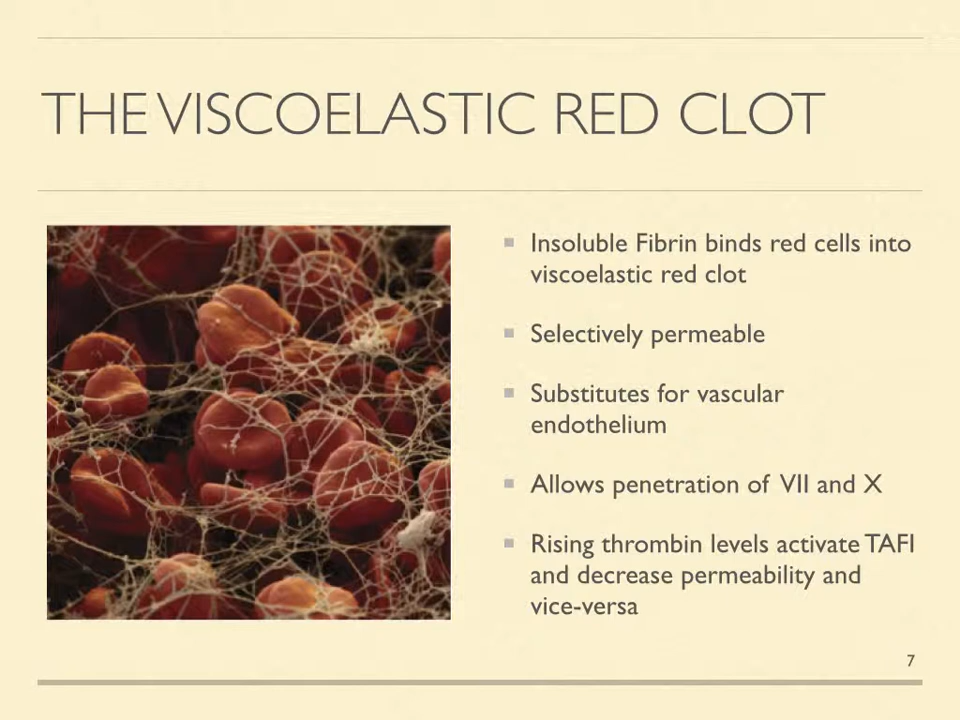 THE VISCOELASTIC RED CLOT
Insoluble Fibrin binds red cells into
viscoelastic red clot
Selectively permeable
Substitutes for vascular
endothelium
Allows penetration of VII and X
Rising thrombin levels activate TAFI
and decrease permeability and
vice-versa
7